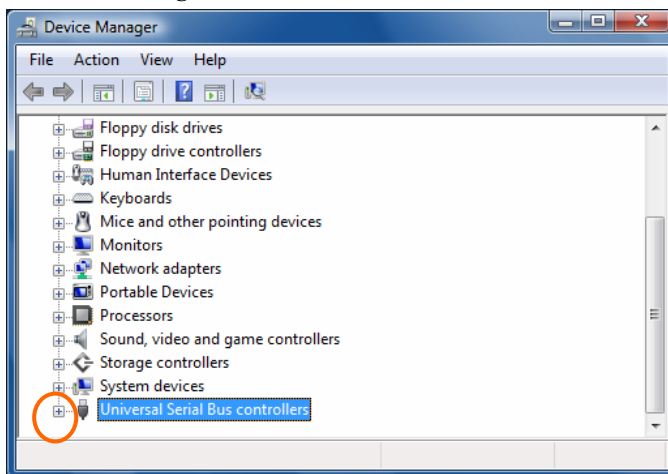 Device Manager
File Action View Help
Floppy disk drives
Floppy drive controllers
Human Interface Devices
Keyboards
Mice and other pointing devices
Monitors
Network adapters
Portable Devices
Processors
Sound, video and game controllers
Storage controllers
System devices
Universal Serial Bus controllers